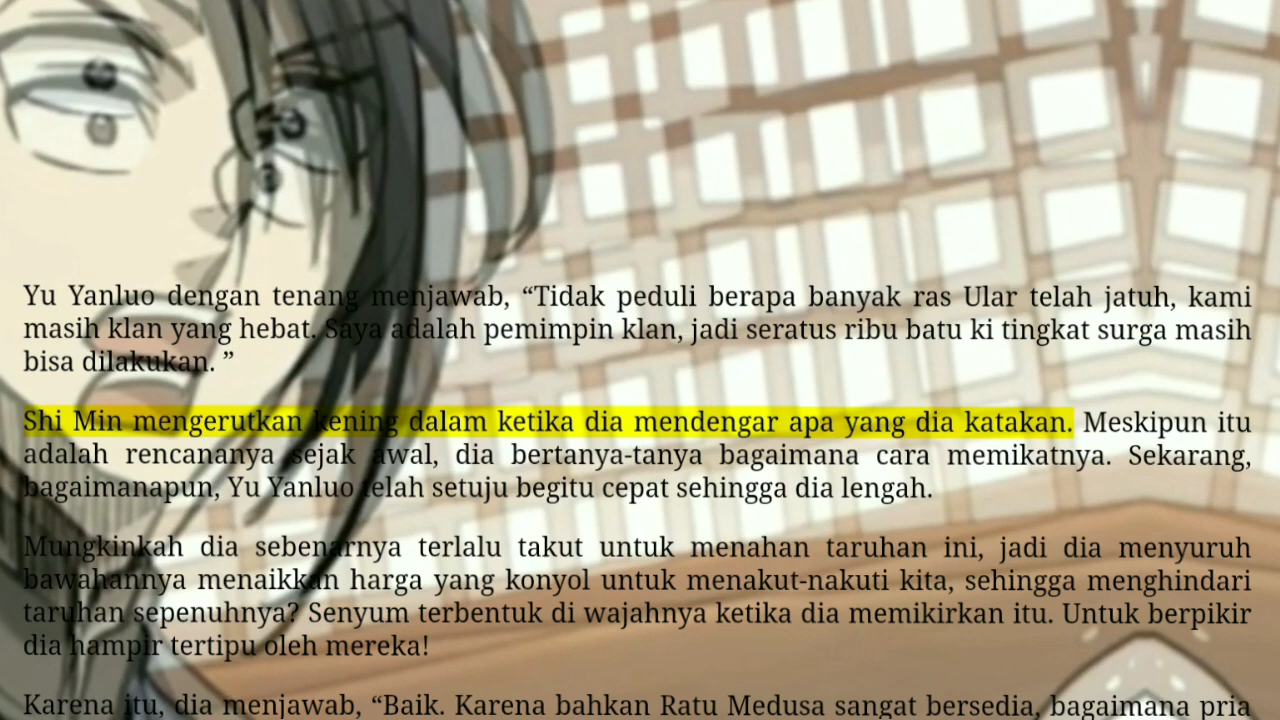 Yu Yanluo dengan tenang menjawab, “Tidak peduli berapa banyak ras Ular telah jatuh, kami
masih klan yang hebat. Saya adalah pemimpin klan, jadi seratus ribu batu ki tingkat surga masih
bisa dilakukan. ”
Shi Min mengerutkan kening dalam ketika dia mendengar apa yang dia katakan. Meskipun itu
adalah rencananya sejak awal, dia bertanya-tanya bagaimana cara memikatnya. Sekarang,
bagaimanapun, Yu Yanluo telah setuju begitu cepat sehingga dia lengah.
Mungkinkah dia sebenarnya terlalu takut untuk menahan taruhan ini, jadi dia menyuruh
bawahannya menaikkan harga yang konyol untuk menakut-nakuti kita, sehingga menghindari
taruhan sepenuhnya? Senyum terbentuk di wajahnya ketika dia memikirkan itu. Untuk berpikir
dia hampir tertipu oleh mereka!
Karena itu, dia menjawab, “Baik. Karena bahkan Ratu Medusa sangat bersedia, bagaimana pria